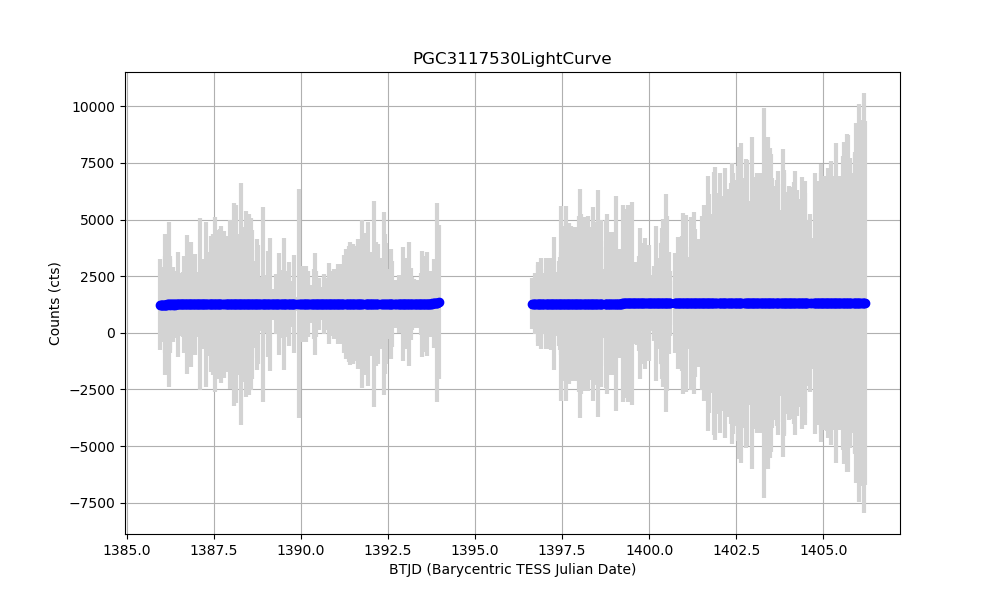 PGC3117530LightCurve
10000
7500
5000
2500
0
−2500
−5000
−7500
Counts (cts)
1385.0 1387.5 1390.0 1392.5 1395.0 1397.5 1400.0 1402.5 1405.0
BTJD (Barycentric TESS Julian Date)